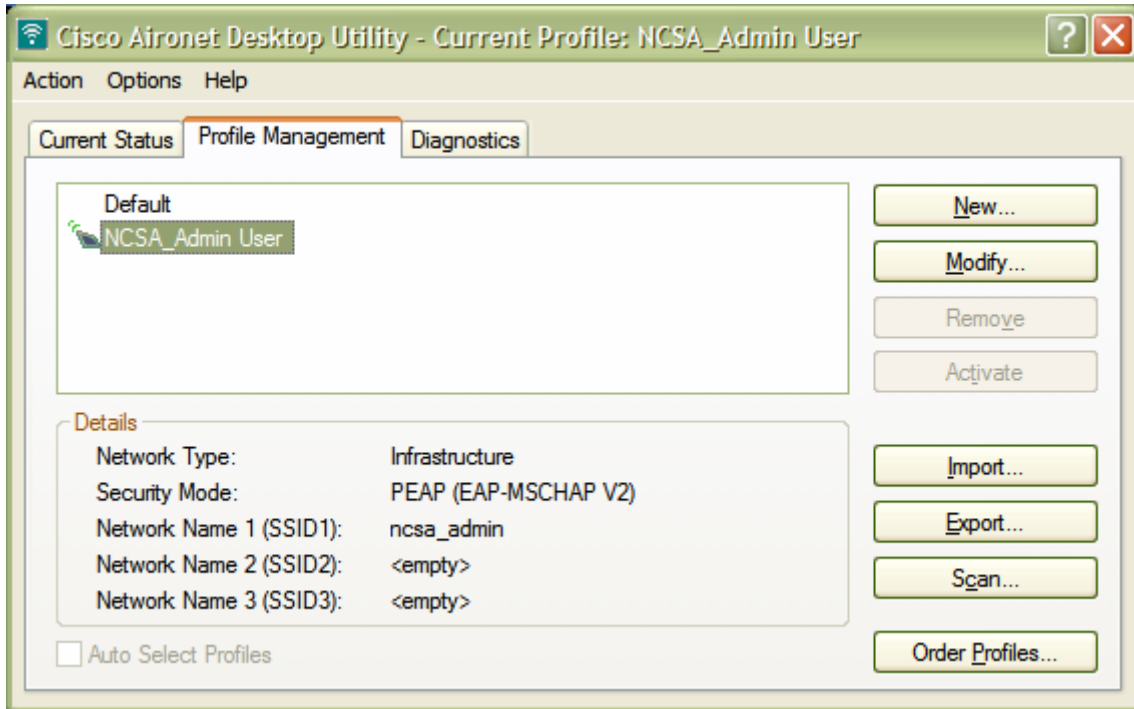 Cisco Aironet Desktop Utility - Current Profile: NCSA_Admin User
Action Options Help
Current Status Profile Management Diagnostics
Default
NCSA_Admin User
New...
Modify...
Remove
Activate
Details
Network Type: Infrastructure
Security Mode: PEAP (EAP-MSCHAP V2)
Network Name 1 (SSID1): ncsa_admin
Network Name 2 (SSID2): <empty>
Network Name 3 (SSID3): <empty>
Import...
Export...
Scan...
Auto Select Profiles
Order Profiles...